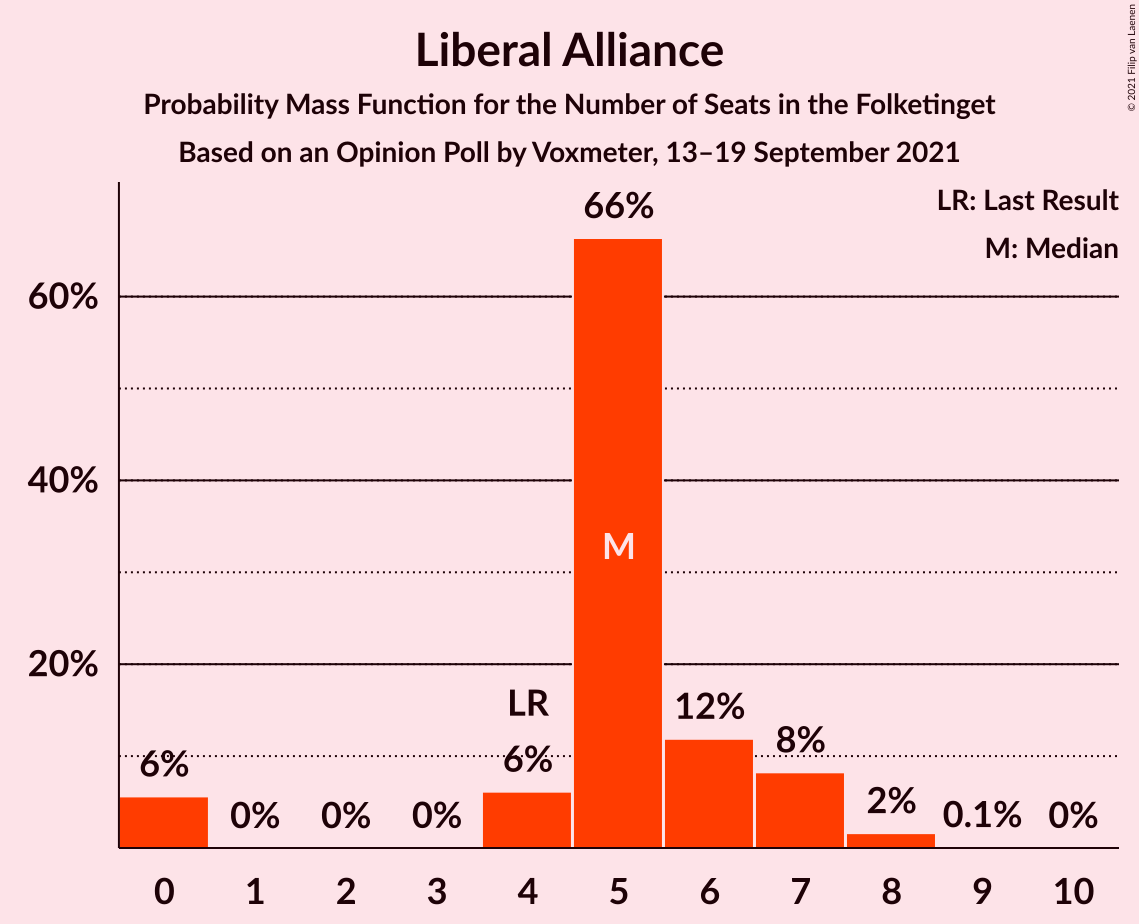 Liberal Alliance
Probability Mass Function for the Number of Seats in the Folketinget
Based on an Opinion Poll by Voxmeter, 13–19 September 2021
© 2021 Filip van Laenen
LR: Last Result
M: Median
66%
60%
40%
M
20%
LR
12%
8%
6%
6%
2%
0%
0%
0%
0.1%
0%
0 1 2 3 4 5 6 7 8 9 10